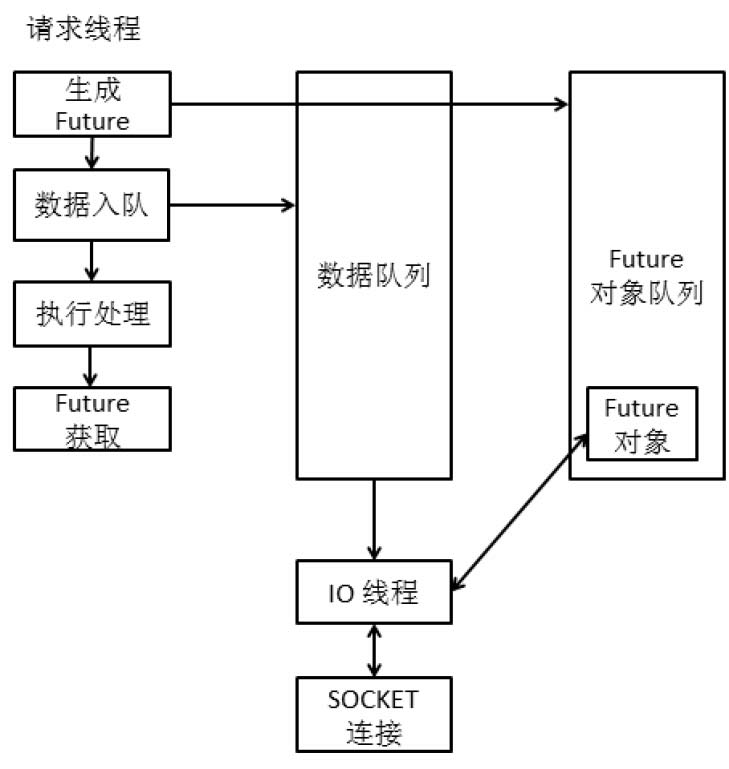 请求线程
生成
Future
数据入队
执行处理
Future
获取
数据队列
Future
对象队列
Future
对象
IO 线程
SOCKET
连接